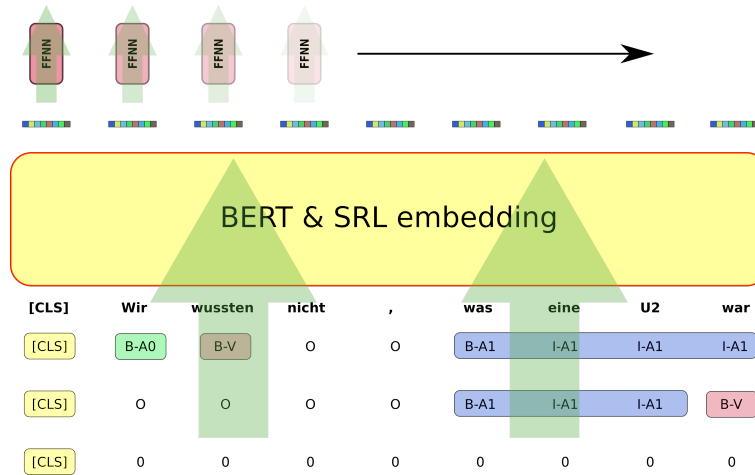 FFNN FFNN FFNN FFNN
BERT & SRL embedding
[CLS] Wir wussten nicht , was eine U2 war
[CLS] B-A0 B-V O O B-A1 I-A1 I-A1 I-A1
[CLS] O O O O B-A1 I-A1 I-A1 B-V
[CLS] 0 0 0 0 0 0 0 0